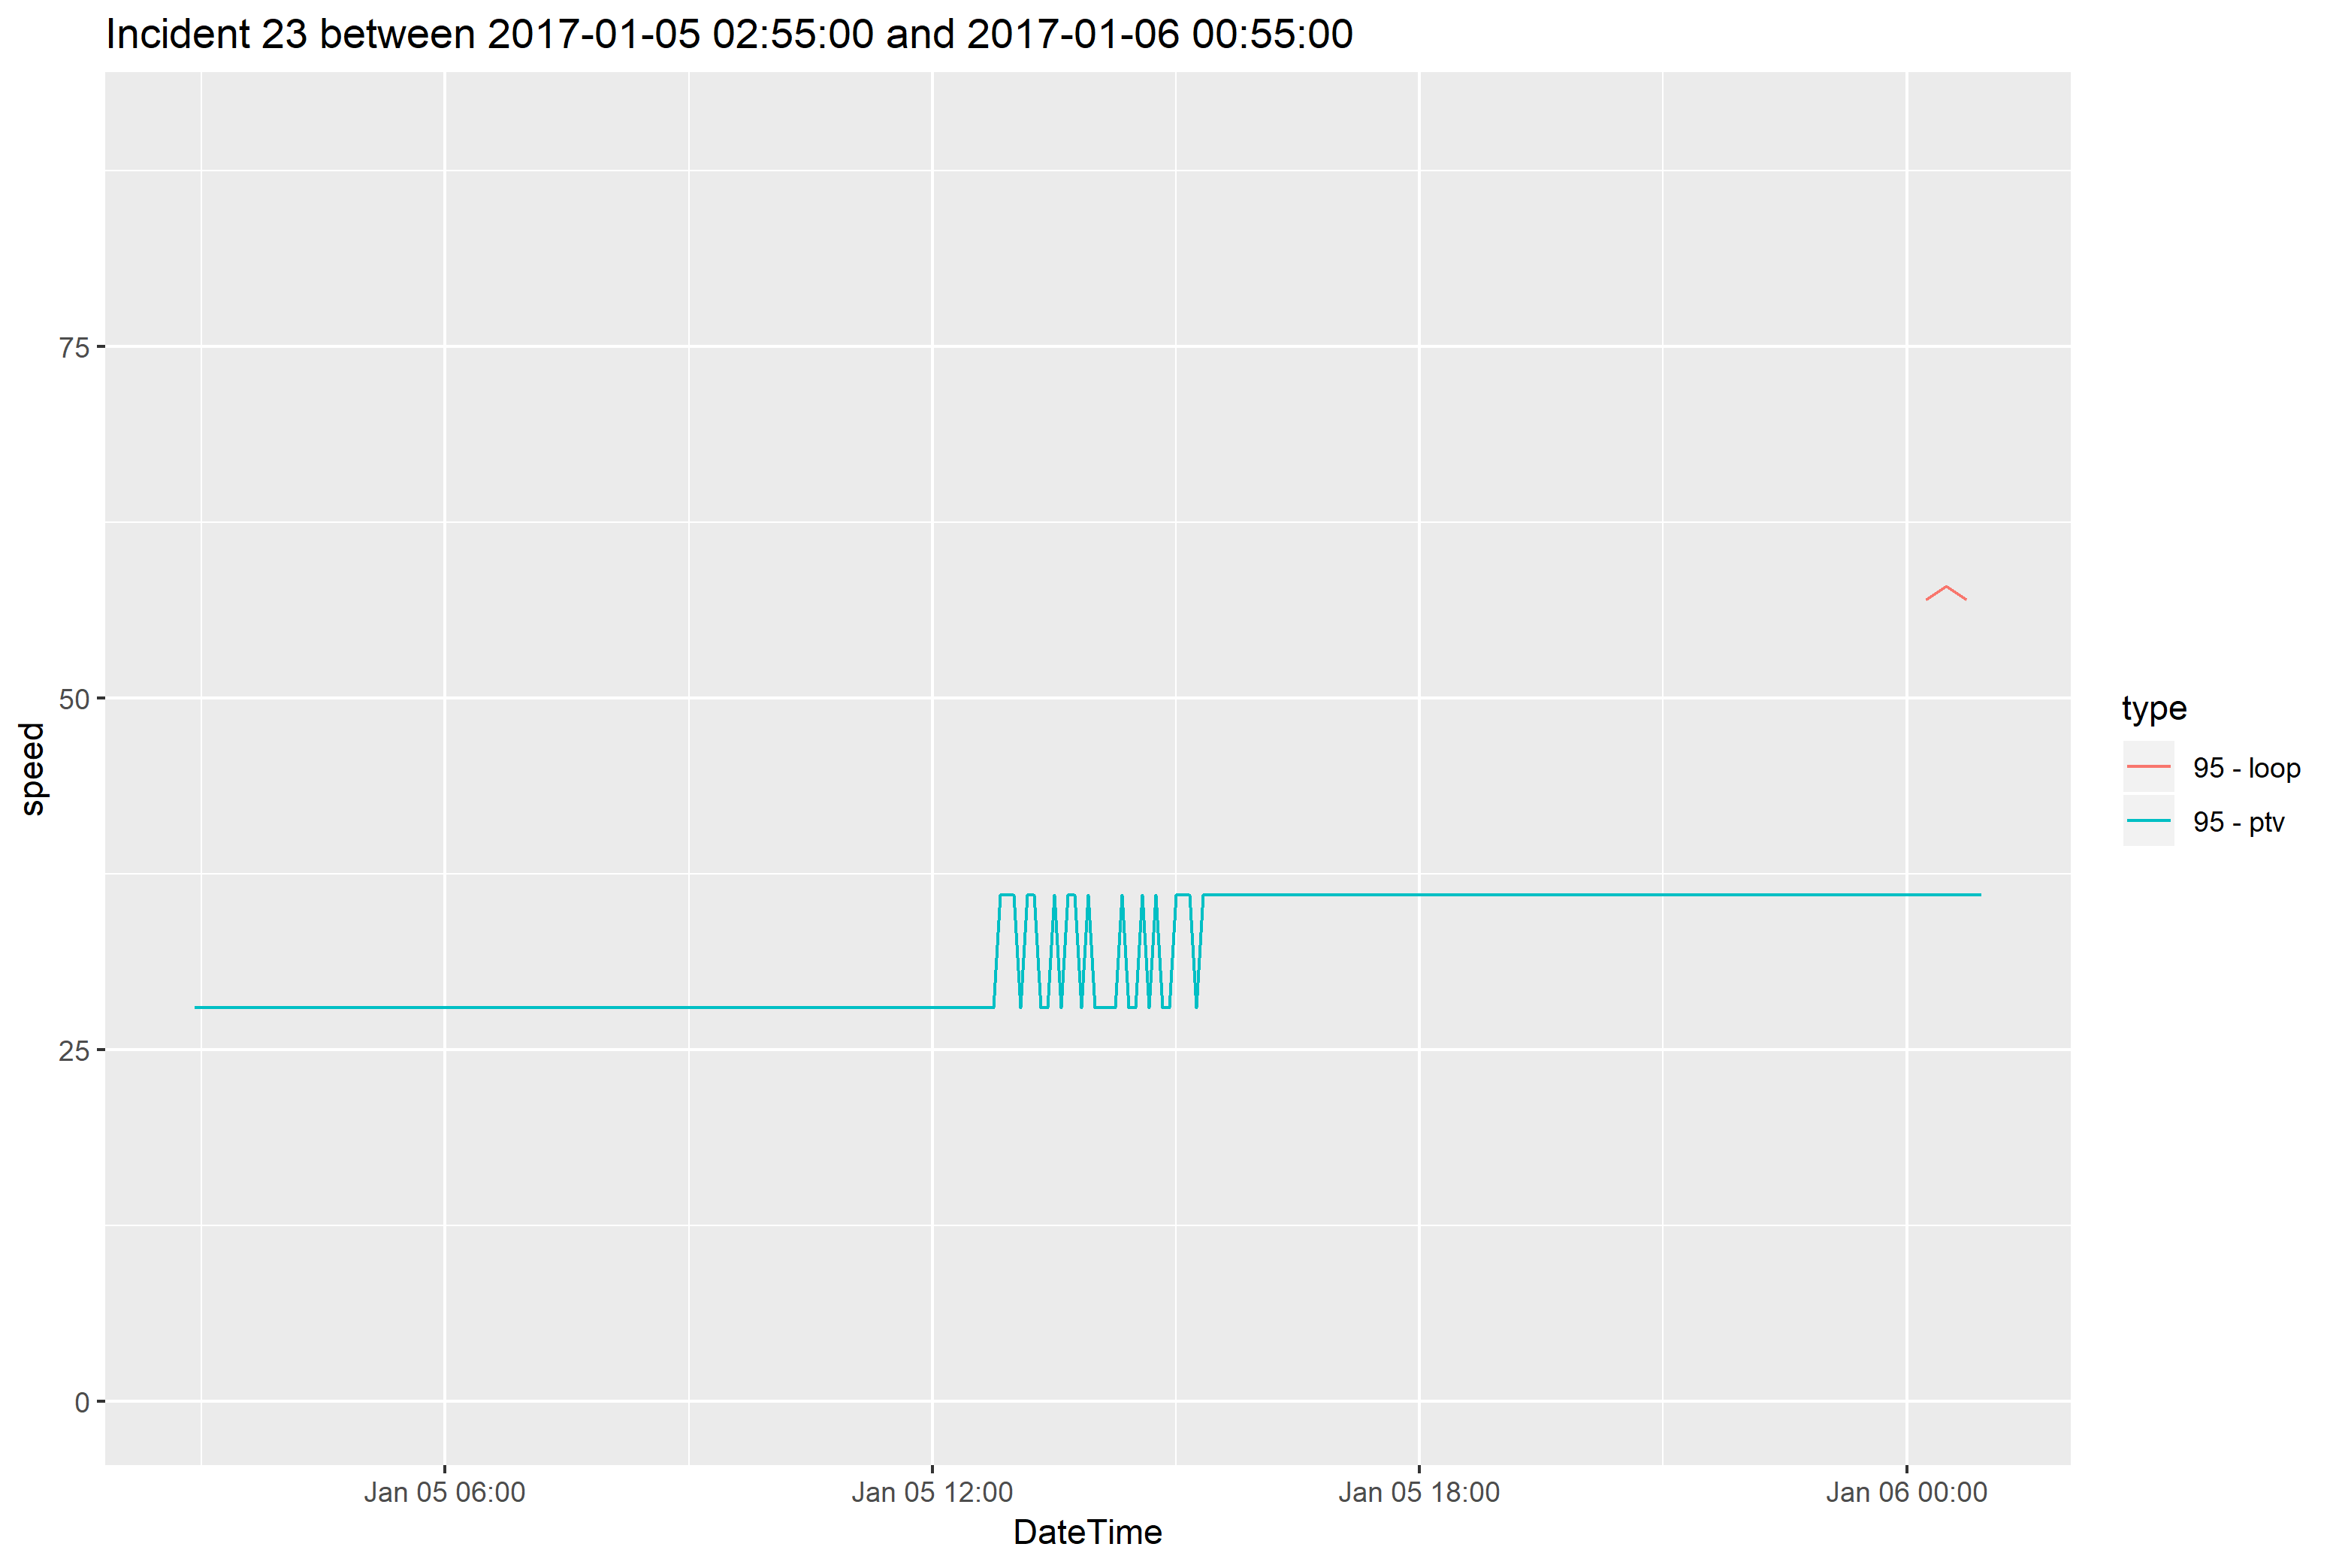 Incident 23 between 2017-01-05 02:55:00 and 2017-01-06 00:55:00
75
50
25
0
speed
Jan 05 06:00
Jan 05 12:00
Jan 05 18:00
Jan 06 00:00
DateTime
type
95 - loop
95 - ptv